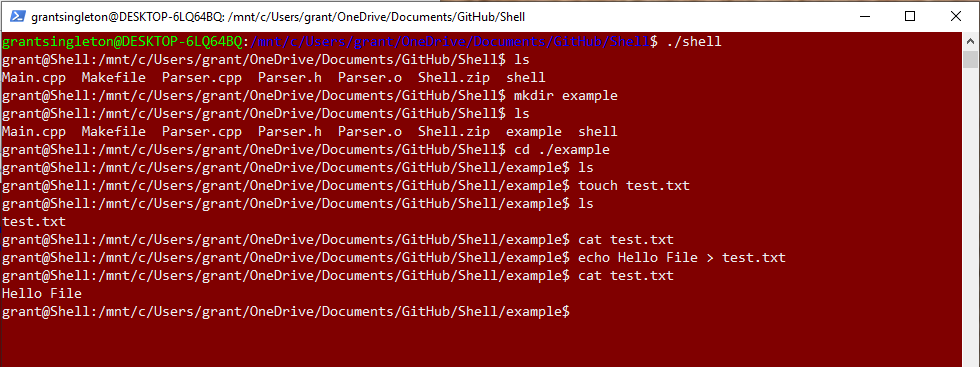 grantsingleton@DESKTOP-6LQ64BQ: /mnt/c/Users/grant/OneDrive/Documents/GitHub/Shell
grantsingleton@DESKTOP-6LQ64BQ:/mnt/c/Users/grant/OneDrive/Documents/GitHub/Shell$ ./shell
grant@Shell:/mnt/c/Users/grant/OneDrive/Documents/GitHub/Shell$ ls
Main.cpp  Makefile  Parser.cpp  Parser.h  Parser.o  Shell.zip  shell
grant@Shell:/mnt/c/Users/grant/OneDrive/Documents/GitHub/Shell$ mkdir example
grant@Shell:/mnt/c/Users/grant/OneDrive/Documents/GitHub/Shell$ ls
Main.cpp  Makefile  Parser.cpp  Parser.h  Parser.o  Shell.zip  example  shell
grant@Shell:/mnt/c/Users/grant/OneDrive/Documents/GitHub/Shell$ cd ./example
grant@Shell:/mnt/c/Users/grant/OneDrive/Documents/GitHub/Shell/example$ ls
grant@Shell:/mnt/c/Users/grant/OneDrive/Documents/GitHub/Shell/example$ touch test.txt
grant@Shell:/mnt/c/Users/grant/OneDrive/Documents/GitHub/Shell/example$ ls
test.txt
grant@Shell:/mnt/c/Users/grant/OneDrive/Documents/GitHub/Shell/example$ cat test.txt
grant@Shell:/mnt/c/Users/grant/OneDrive/Documents/GitHub/Shell/example$ echo Hello File > test.txt
grant@Shell:/mnt/c/Users/grant/OneDrive/Documents/GitHub/Shell/example$ cat test.txt
Hello File
grant@Shell:/mnt/c/Users/grant/OneDrive/Documents/GitHub/Shell/example$